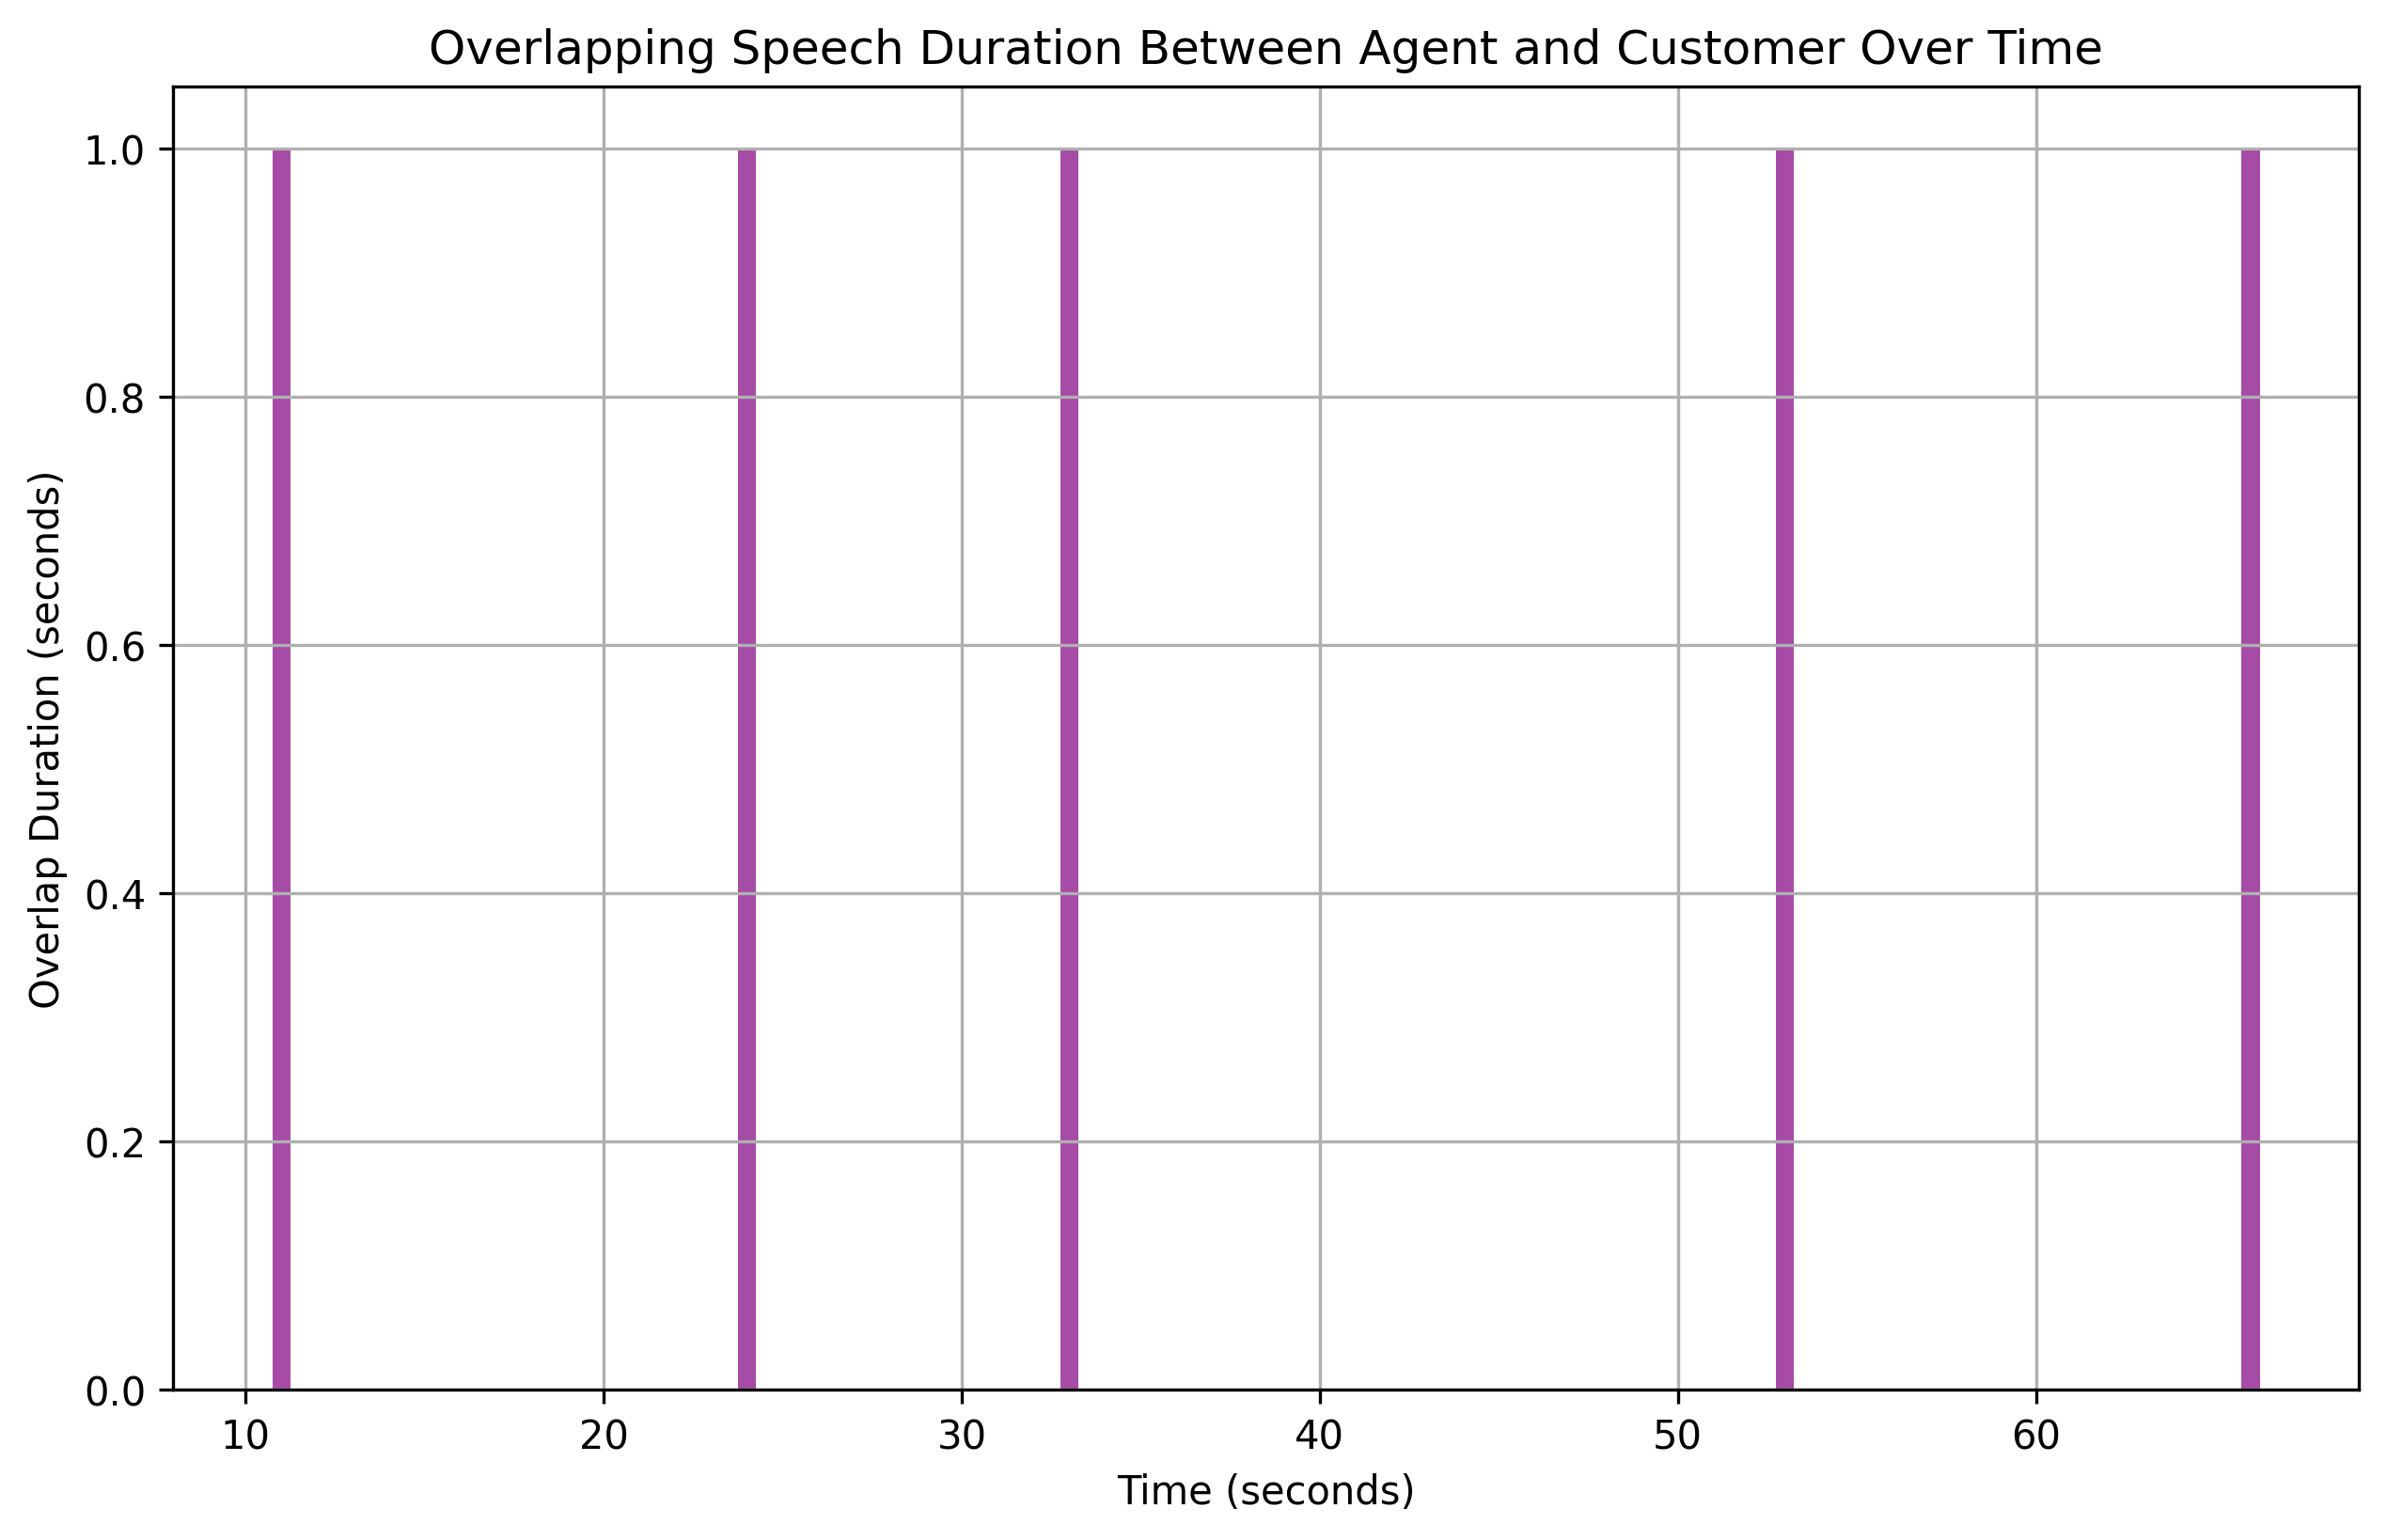 Overlapping Speech Duration Between Agent and Customer Over Time
Overlap Duration (seconds)
1.0
0.8
0.6
0.4
0.2
0.0
10 20 30 40 50 60
Time (seconds)